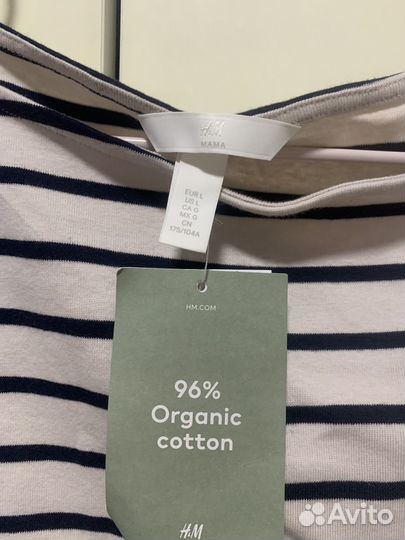 H&M
MAMA
EUR L
US L
CA G
MX G
CN
175/104A
HM.COM
96%
Organic
cotton
H&M
Avito